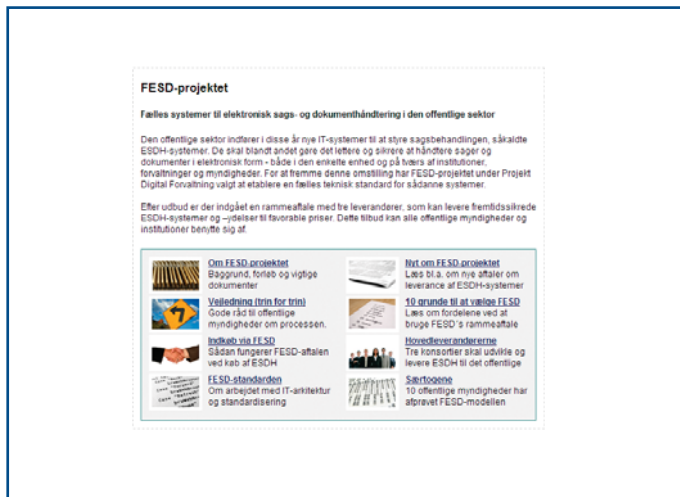 FESD-projektet
Fælles systemer til elektronisk sags- og dokumenthåndtering i den offentlige sektor
Den offentlige sektor indfører i disse år nye IT-systemer til at styre sagsbehandlingen, såkaldte
ESDH-systemer. De skal blandt andet gøre det lettere og sikrere at håndtere sager og
dokumenter i elektronisk form - både i den enkelte enhed og på tværs af institutioner,
forvaltninger og myndigheder. For at fremme denne omstilling har FESD-projektet under Projekt
Digital Forvaltning valgt at etablere en fælles teknisk standard for sådanne systemer.
Efter udbud er der indgået en rammeaftale med tre leverandører, som kan levere fremtidssikrede
ESDH-systemer og –ydelser til favorable priser. Dette tilbud kan alle offentlige myndigheder og
institutioner benytte sig af.
Om FESD-projektet
Baggrund, forløb og vigtige
dokumenter
Nyt om FESD-projektet
Læs bl.a. om nye aftaler om
leverance af ESDH-systemer
Vejledning (trin for trin)
Gode råd til offentlige
myndigheder om processen.
10 grunde til at vælge FESD
Læs om fordelene ved at
bruge FESD´s rammeaftale
Indkøb via FESD
Sådan fungerer FESD-aftalen
ved køb af ESDH
Hovedleverandørerne
Tre konsortier skal udvikle og
levere ESDH til det offentlige
FESD-standarden
Om arbejdet med IT-arkitektur
og standardisering
Særtogene
10 offentlige myndigheder har
afprøvet FESD-modellen